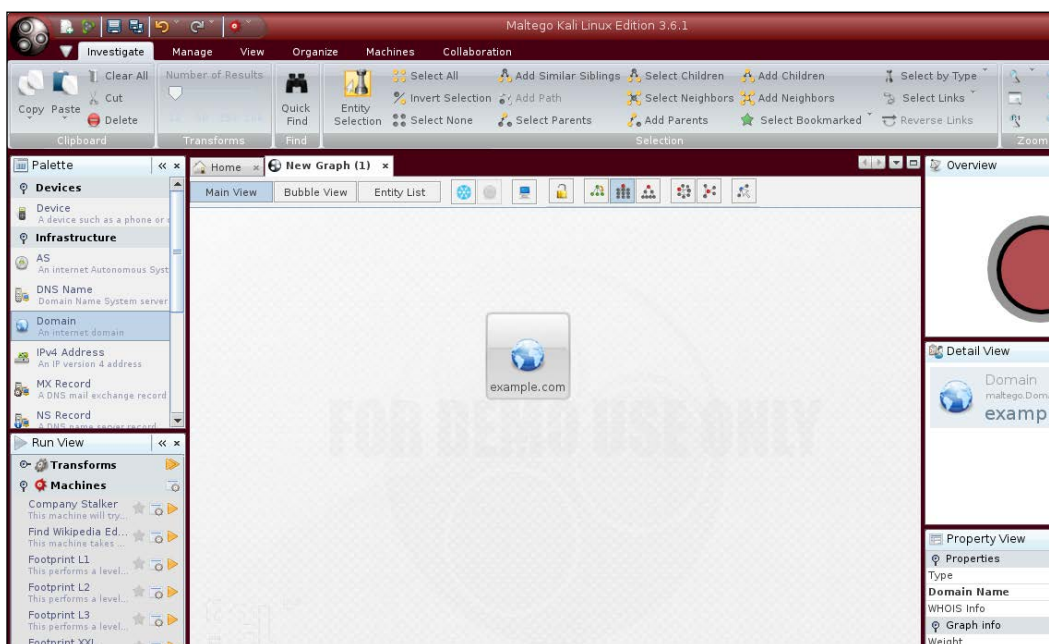 Maltego Kali Linux Edition 3.6.1
Investigate Manage View Organize Machines Collaboration
Clear All Number of Results Select All Add Similar Siblings Select Children Add Children Select by Type
Copy Paste Cut Quick Find Entity Selection Invert Selection Add Path Select Neighbors Add Neighbors Select Links
Delete Select None Select Parents Add Parents Select Bookmarked Reverse Links
Clipboard Transforms Find Selection Zoom
Palette Home New Graph (1) Overview
Main View Bubble View Entity List
Devices
Device
A device such as a phone or
Infrastructure
AS
An internet Autonomous Syst
DNS Name
Domain Name System server
Domain
An internet domain
IPv4 Address
An IP version 4 address
MX Record
A DNS mail exchange record
NS Record
A DNS name server record
example.com
FOR DEMO USE ONLY
Run View
Transforms
Machines
Company Stalker
This machine will try...
Find Wikipedia Ed...
This machine takes ...
Footprint L1
This performs a level...
Footprint L2
This performs a level...
Footprint L3
This performs a level...
Footprint XXL
Detail View
Domain
maltego.Doma
examp
Property View
Properties
Type
Domain Name
WHOIS Info
Graph info
Weight